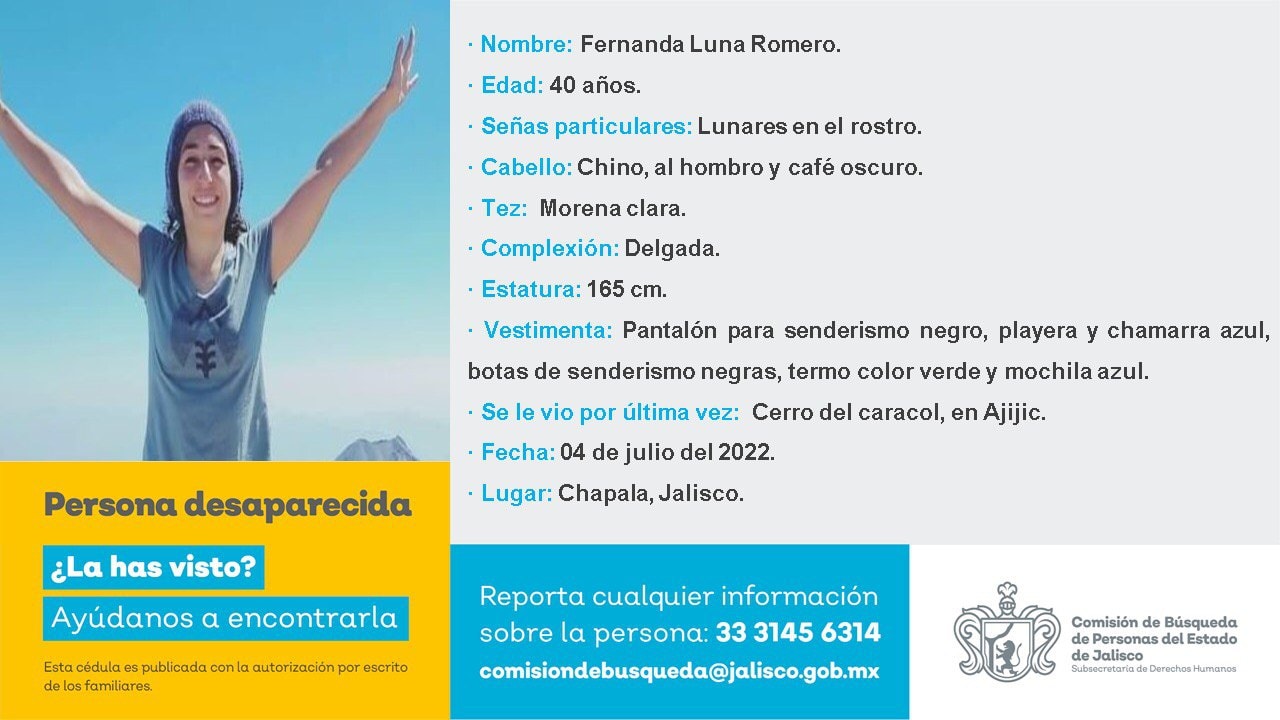 · Nombre: Fernanda Luna Romero.
· Edad: 40 años.
· Señas particulares: Lunares en el rostro.
· Cabello: Chino, al hombro y café oscuro.
· Tez: Morena clara.
· Complexión: Delgada.
· Estatura: 165 cm.
· Vestimenta: Pantalón para senderismo negro, playera y chamarra azul,
botas de senderismo negras, termo color verde y mochila azul.
· Se le vio por última vez: Cerro del caracol, en Ajijic.
· Fecha: 04 de julio del 2022.
· Lugar: Chapala, Jalisco.
Persona desaparecida
¿La has visto?
Ayúdanos a encontrarla
Esta cédula es publicada con la autorización por escrito
de los familiares.
Reporta cualquier información
sobre la persona: 33 3145 6314
comisiondebusqueda@jalisco.gob.mx
Comisión de Búsqueda
de Personas del Estado
de Jalisco
Subsecretaría de Derechos Humanos